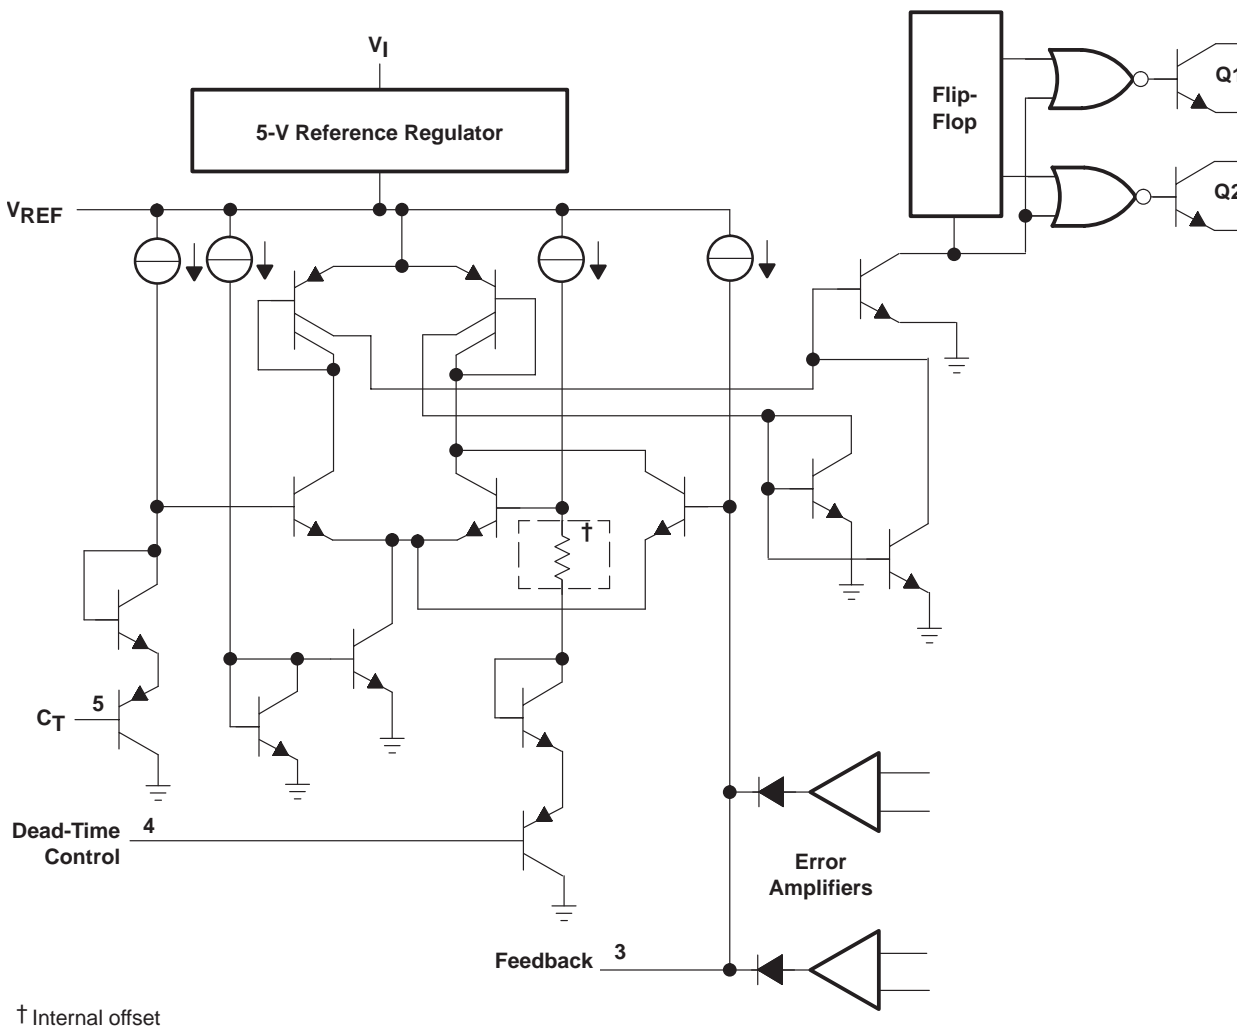 VI
5-V Reference Regulator
VREF
Flip-
Flop
Q1
Q2
†
CT
5
Dead-Time
Control
4
Error
Amplifiers
Feedback
3
† Internal offset